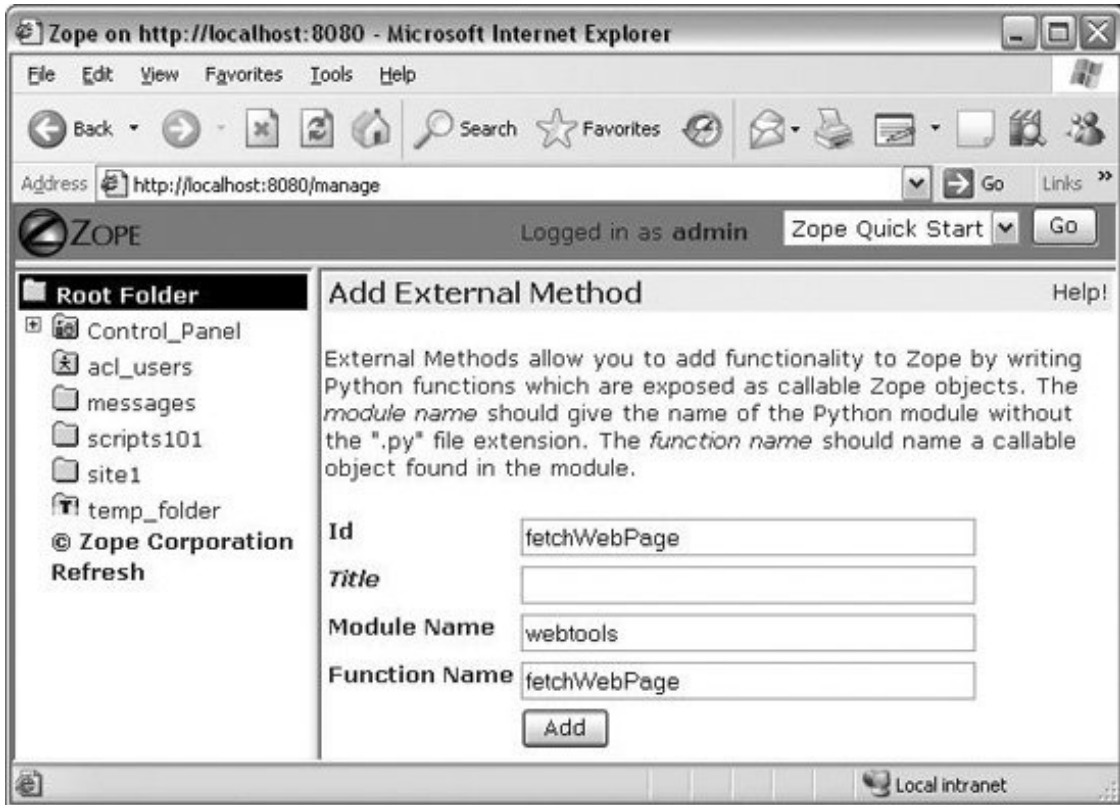 Zope on http://localhost:8080 - Microsoft Internet Explorer
File Edit View Favorites Tools Help
Back Search Favorites
Address http://localhost:8080/manage Go Links »
ZOPE Logged in as admin Zope Quick Start Go
Root Folder
Control_Panel
acl_users
messages
scripts101
site1
temp_folder
© Zope Corporation
Refresh
Add External Method Help!
External Methods allow you to add functionality to Zope by writing
Python functions which are exposed as callable Zope objects. The
module name should give the name of the Python module without
the ".py" file extension. The function name should name a callable
object found in the module.
Id fetchWebPage
Title
Module Name webtools
Function Name fetchWebPage
Add
Local intranet